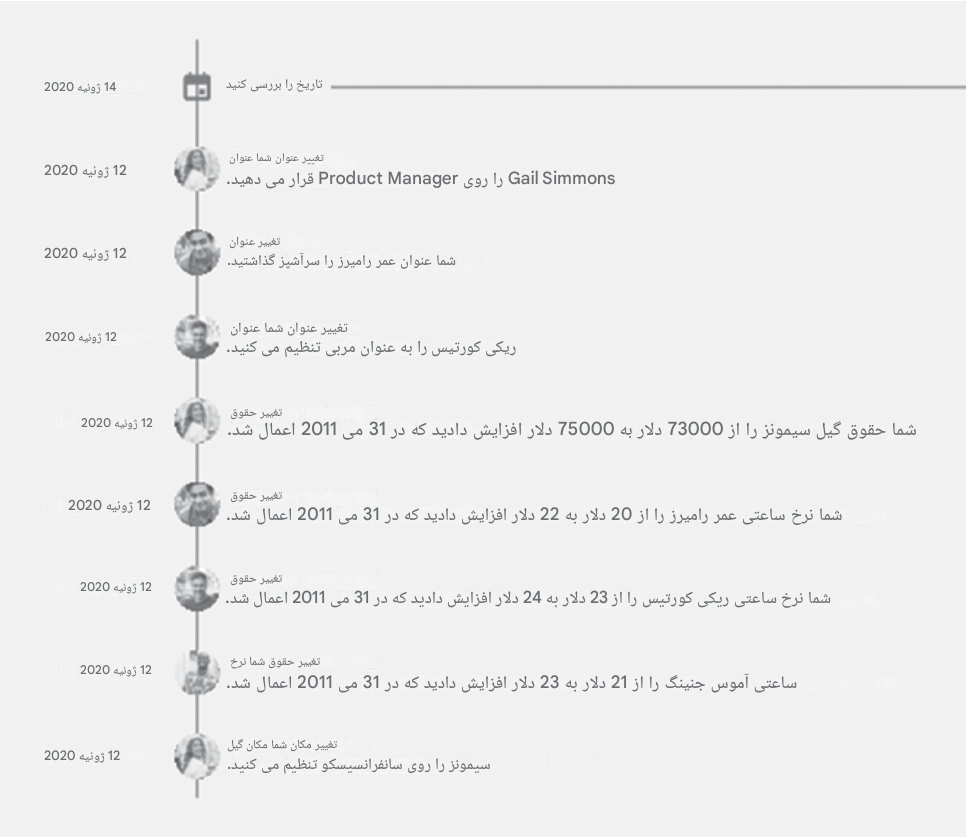 14 ژوئیه 2020
تاریخ را بررسی کنید
12 ژوئیه 2020
تغییر عنوان شما عنوان
Gail Simmons را روی Product Manager قرار می دهید.
12 ژوئیه 2020
تغییر عنوان
شما عنوان عمر رامیرز را سرآشپز گذاشتید.
12 ژوئیه 2020
تغییر عنوان شما عنوان
ریکی کورتیس را به عنوان مربی تنظیم می کنید.
12 ژوئیه 2020
تغییر حقوق
شما حقوق گیل سیمونز را از 73000 دلار به 75000 دلار افزایش دادید که در 31 می 2011 اعمال شد.
12 ژوئیه 2020
تغییر حقوق
شما نرخ ساعتی عمر رامیرز را از 20 دلار به 22 دلار افزایش دادید که در 31 می 2011 اعمال شد.
12 ژوئیه 2020
تغییر حقوق
شما نرخ ساعتی ریکی کورتیس را از 23 دلار به 24 دلار افزایش دادید که در 31 می 2011 اعمال شد.
12 ژوئیه 2020
تغییر حقوق شما نرخ
ساعتی آموس جنینگ را از 21 دلار به 23 دلار افزایش دادید که در 31 می 2011 اعمال شد.
12 ژوئیه 2020
تغییر مکان شما مکان گیل
سیمونز را روی سانفرانسیسکو تنظیم می کنید.